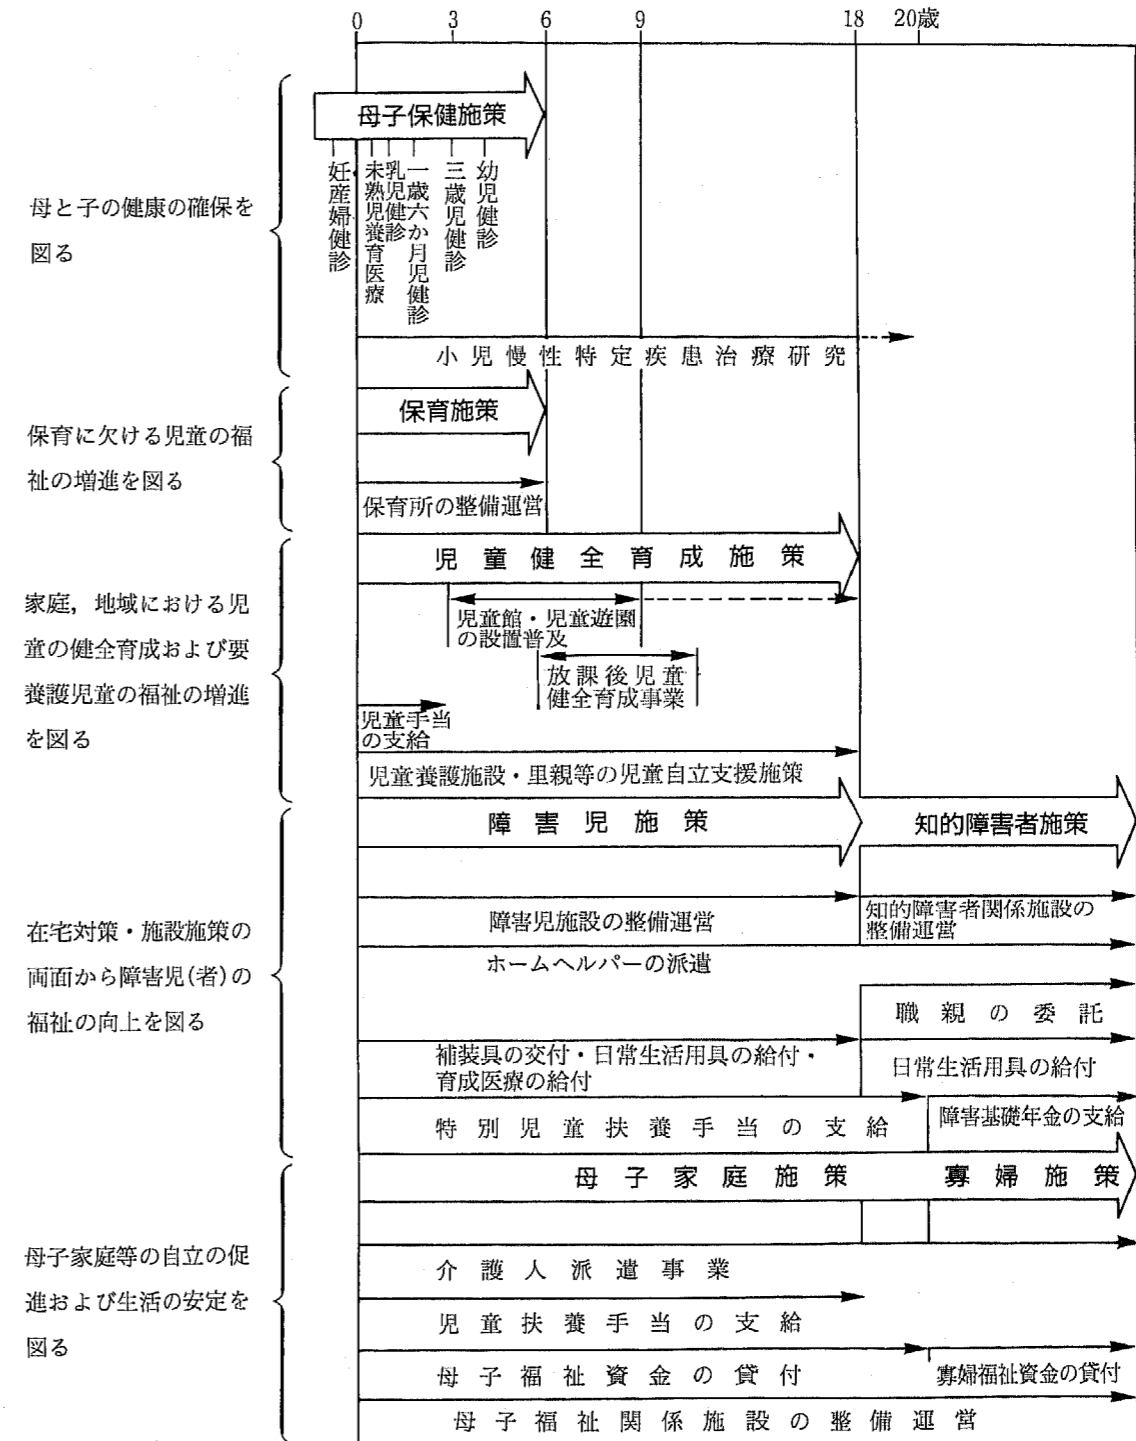 0 3 6 9 18 20歳
母と子の健康の確保を
図る
母子保健施策
妊産婦健診
未熟児養育医療
乳児健診
一歳六か月児健診
三歳児健診
幼児健診
小児慢性特定疾患治療研究
保育に欠ける児童の福
祉の増進を図る
保育施策
保育所の整備運営
家庭，地域における児
童の健全育成および要
養護児童の福祉の増進
を図る
児童健全育成施策
児童館・児童遊園
の設置普及
放課後児童
健全育成事業
児童手当
の支給
児童養護施設・里親等の児童自立支援施策
在宅対策・施設施策の
両面から障害児(者)の
福祉の向上を図る
障害児施策
知的障害者施策
障害児施設の整備運営
知的障害者関係施設の
整備運営
ホームヘルパーの派遣
職親の委託
補装具の交付・日常生活用具の給付・
育成医療の給付
日常生活用具の給付
特別児童扶養手当の支給
障害基礎年金の支給
母子家庭等の自立の促
進および生活の安定を
図る
母子家庭施策
寡婦施策
介護人派遣事業
児童扶養手当の支給
母子福祉資金の貸付
寡婦福祉資金の貸付
母子福祉関係施設の整備運営